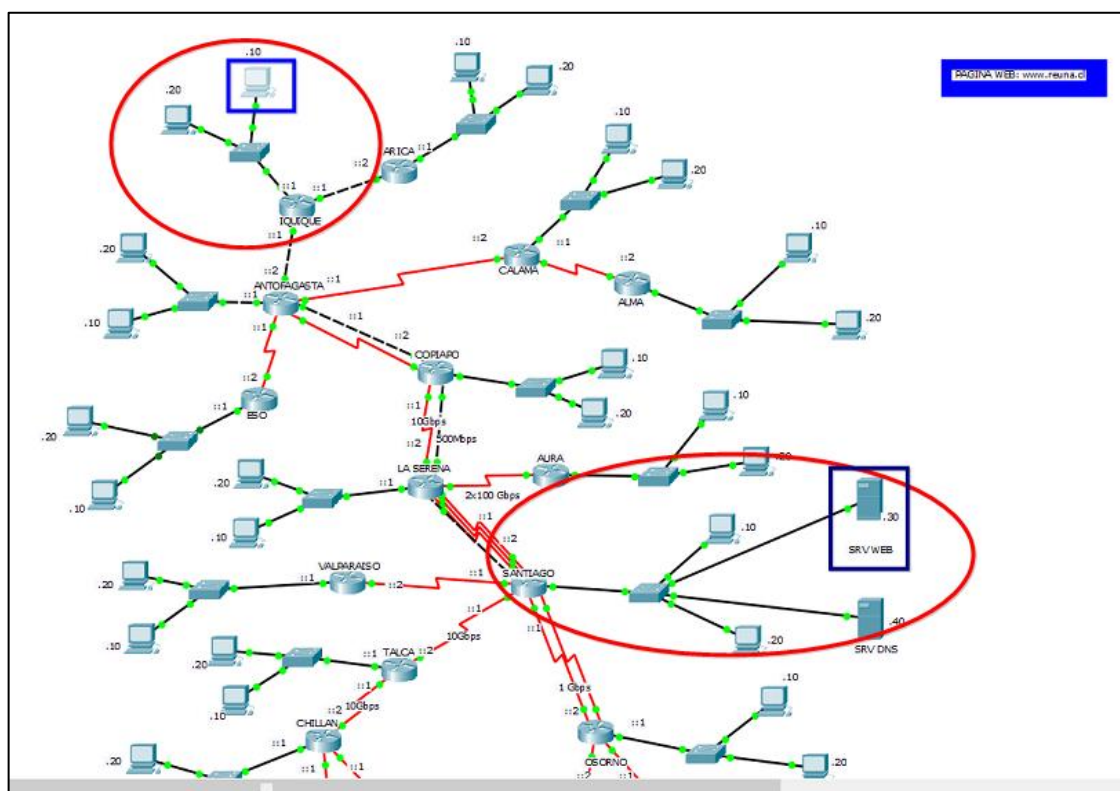 .10
.10
.20
PAGINA WEB: www.reuna.cl
.20
.10
::2
::1
ARICA
.20
::1
::1
IQUIQUE
::1
.20
::2
::1
.10
::2
CALAMA
::2
ANTOFAGASTA
::1
ALMA
::1
.10
::1
::1
::2
.20
COPIAPO
.10
::2
::1
.20
ESO
::1
10Gbps
.10
.20
500Mbps
::2
LA SERENA
AURA
.20
.20
::1
2x100 Gbps
.10
::1
.10
::2
.30
.10
SRV WEB
VALPARAISO
::1
SANTIAGO
.20
::2
.10
::1
::1
.20
.40
SRV DNS
10Gbps
TALCA
::2
.20
::1
::1
10Gbps
1 Gbps
.10
.10
::2
CHILLAN
::2
::1
::1
OSORNO
.20
.20
::1
::1
::2
::1